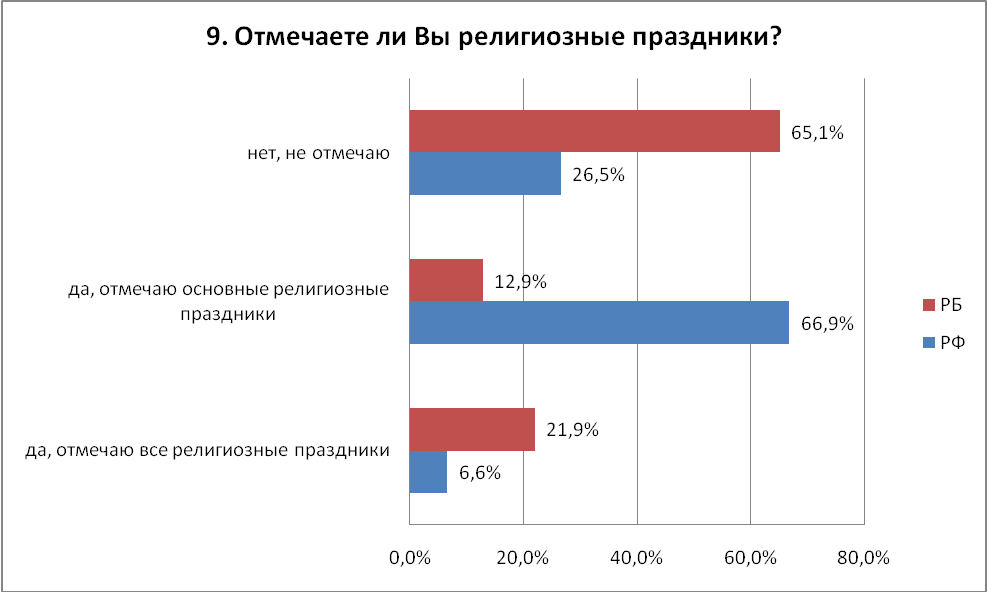 9. Отмечаете ли Вы религиозные праздники?
нет, не отмечаю
65,1%
26,5%
да, отмечаю основные религиозные
праздники
12,9%
66,9%
да, отмечаю все религиозные праздники
21,9%
6,6%
РБ
РФ
0,0% 20,0% 40,0% 60,0% 80,0%